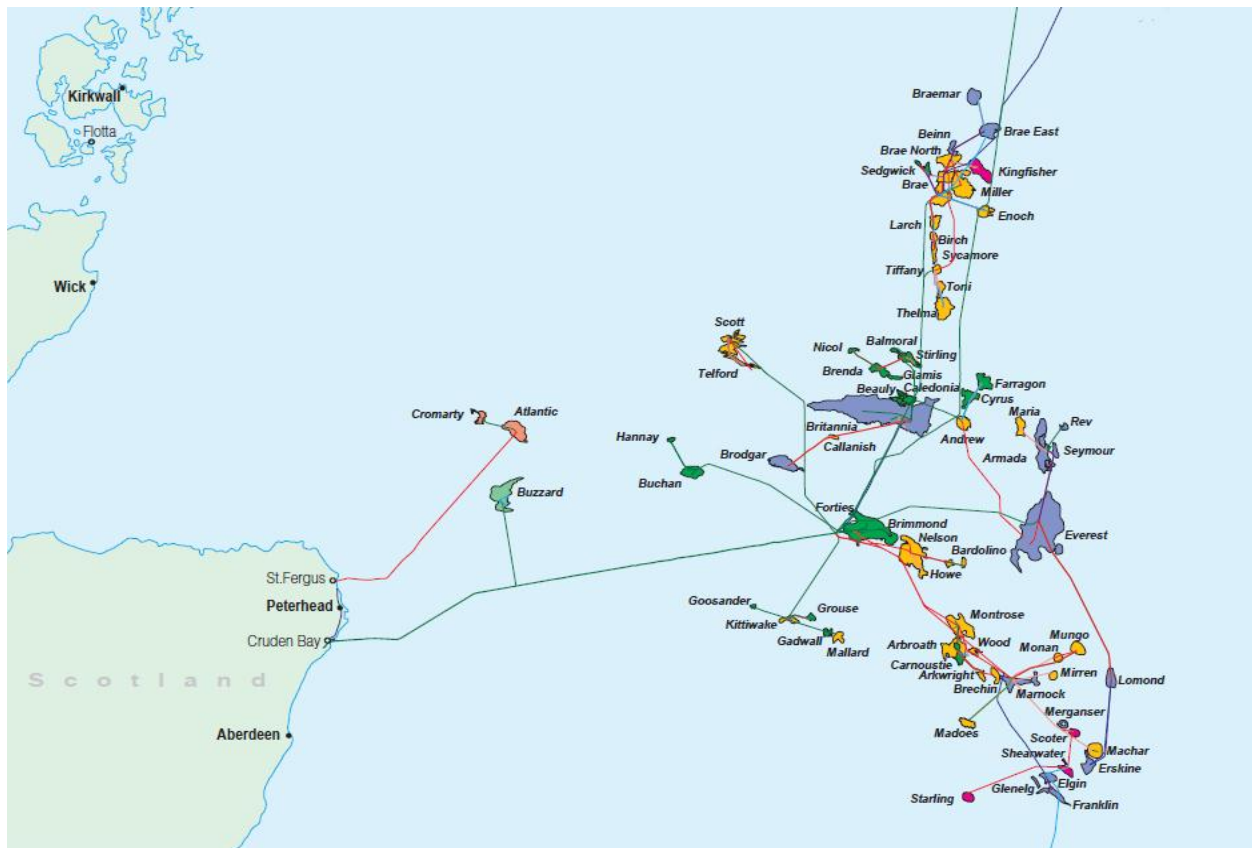 Braemar
Kirkwall
Flotta
Beinn
Brae East
Brae North
Sedgwick
Kingfisher
Brae
Miller
Enoch
Larch
Birch
Sycamore
Tiffany
Toni
Wick
Thelma
Scott
Nicol
Balmoral
Stirling
Telford
Brenda
Glamis
Beauly
Caledonia
Farragon
Cyrus
Cromarty
Atlantic
Maria
Rev
Britannia
Hannay
Callanish
Andrew
Armada
Seymour
Brodgar
Buchan
Buzzard
Forties
Brimmond
Nelson
Everest
Bardolino
Howe
St.Fergus
Peterhead
Goosander
Grouse
Kittiwake
Montrose
Cruden Bay
Gadwall
Mallard
Arbroath
Wood
Mungo
Monan
Carnoustie
Arkwright
Mirren
Scotland
Brechin
Marnock
Lomond
Merganser
Aberdeen
Madoes
Scoter
Shearwater
Machar
Erskine
Elgin
Glenelg
Starling
Franklin